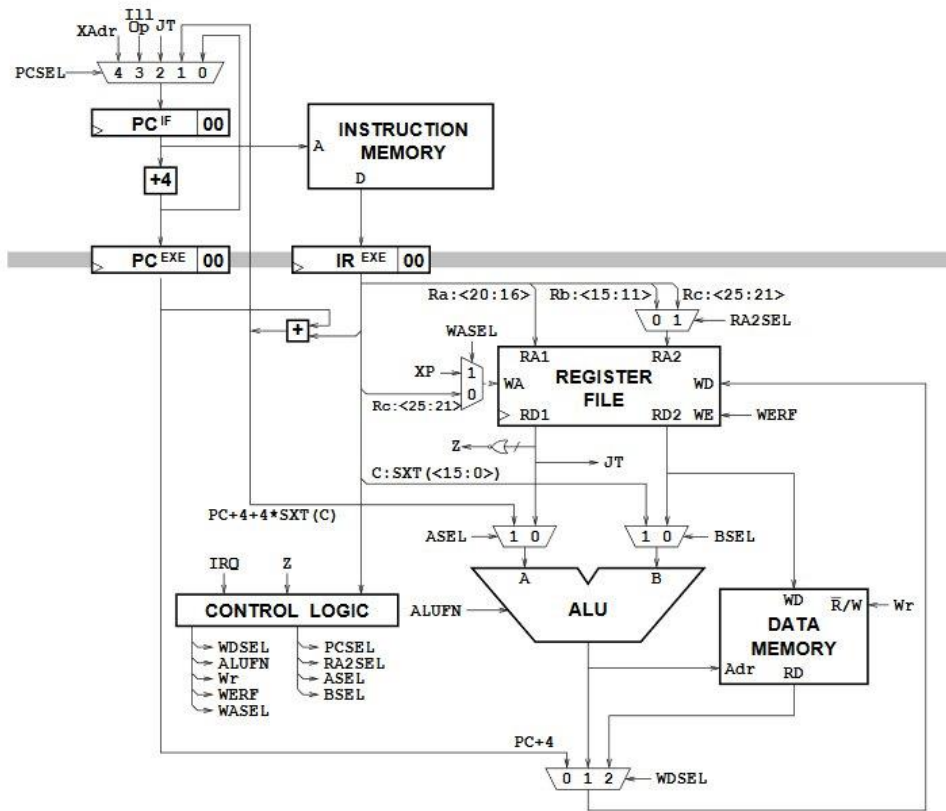 Ill
XAdr Op JT
PCSEL 4 3 2 1 0
PC IF 00
INSTRUCTION
MEMORY
A
D
+4
PC EXE 00
IR EXE 00
Ra:<20:16> Rb:<15:11> Rc:<25:21>
+
0 1 RA2SEL
WASEL
RA1 RA2
XP 1
0
WA REGISTER
FILE WD
Rc:<25:21>
RD1 RD2 WE WERF
Z
JT
C:SXT(<15:0>)
PC+4+4*SXT(C)
ASEL 1 0 1 0 BSEL
IRQ Z
A B
CONTROL LOGIC
ALUFN ALU
WD R̅/W Wr
DATA
MEMORY
Adr
RD
WDSEL PCSEL
ALUFN RA2SEL
Wr ASEL
WERF BSEL
WASEL
PC+4
0 1 2 WDSEL